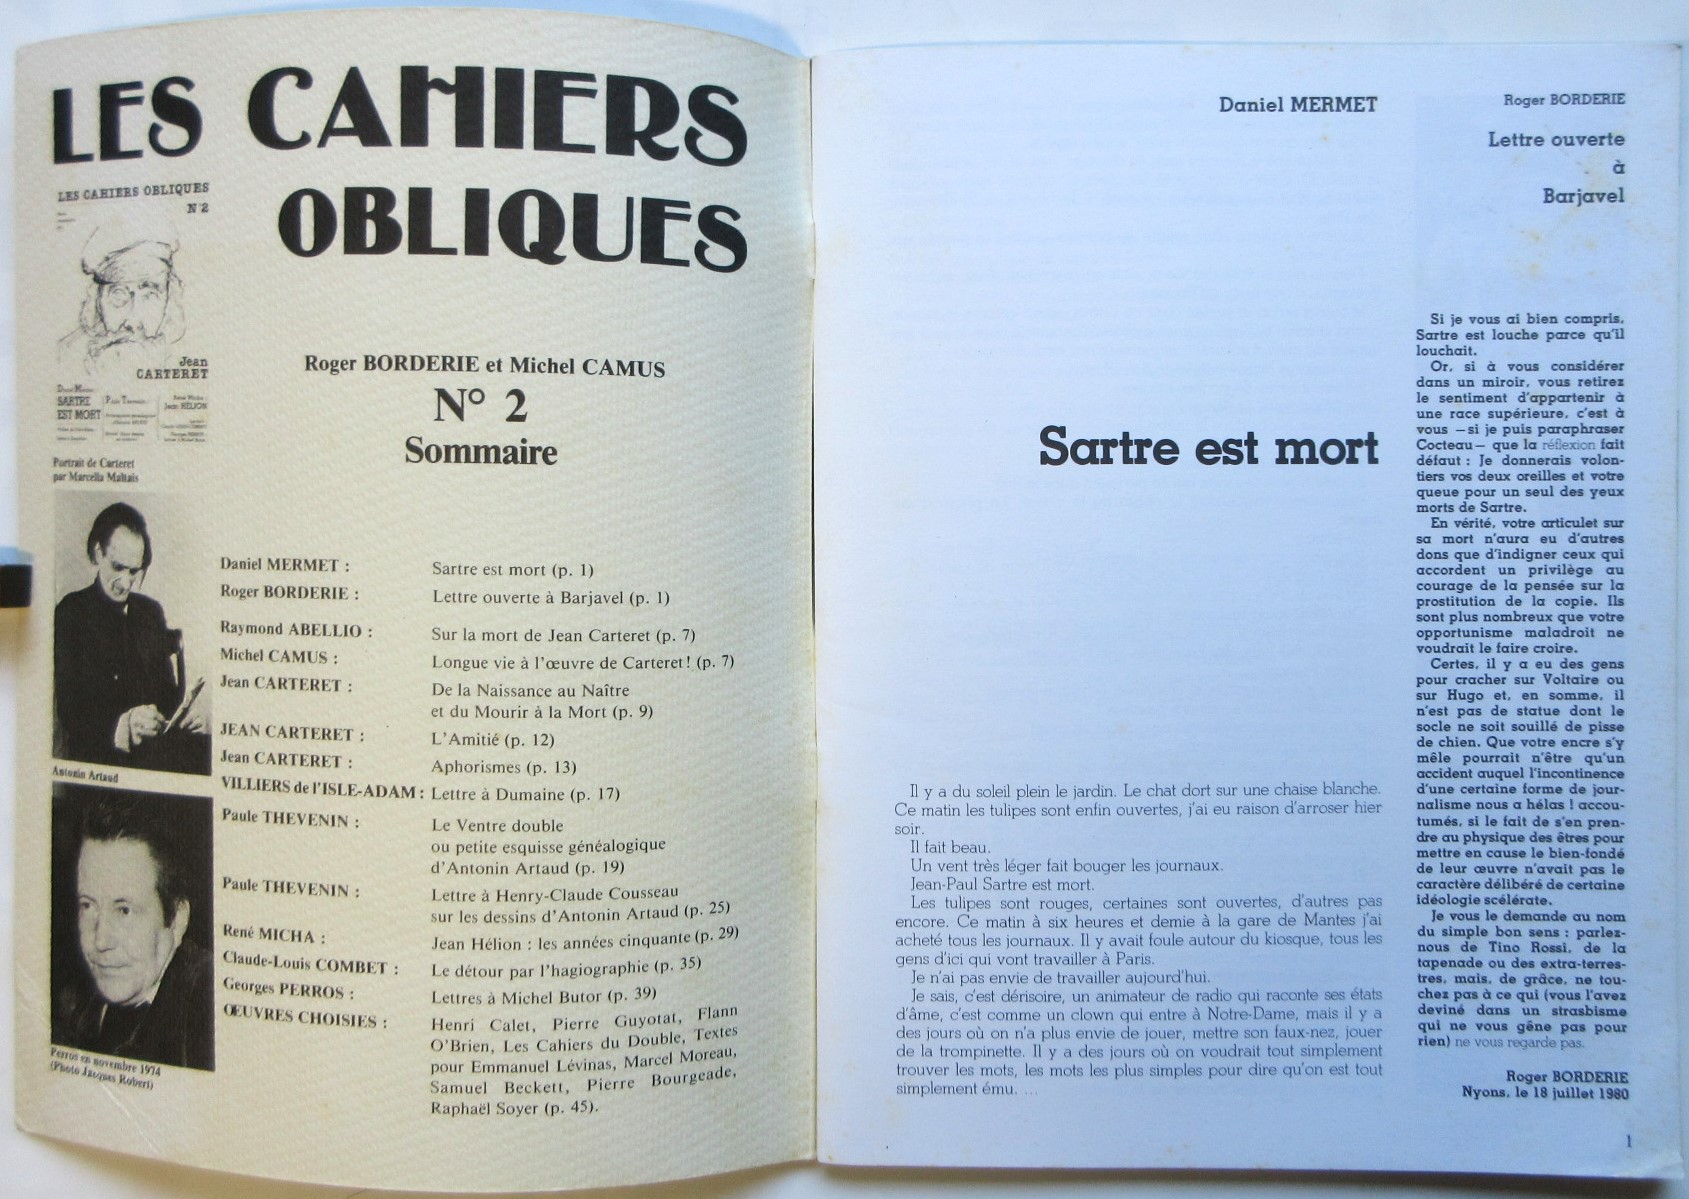 LES CAHIERS
OBLIQUES
LES CAHIERS OBLIQUES
N°2
Jean
CARTERET
SARTRE
EST MORT
Jean HÉLION
Portrait de Carteret
par Marcella Maltais
Antonin Artaud
Perros en novembre 1974
(Photo Jacques Robert)
Roger BORDERIE et Michel CAMUS
N° 2
Sommaire
Daniel MERMET : Sartre est mort (p. 1)
Roger BORDERIE : Lettre ouverte à Barjavel (p. 1)
Raymond ABELLIO : Sur la mort de Jean Carteret (p. 7)
Michel CAMUS : Longue vie à l'œuvre de Carteret! (p. 7)
Jean CARTERET : De la Naissance au Naître
et du Mourir à la Mort (p. 9)
JEAN CARTERET : L'Amitié (p. 12)
Jean CARTERET : Aphorismes (p. 13)
VILLIERS de l'ISLE-ADAM : Lettre à Dumaine (p. 17)
Paule THEVENIN : Le Ventre double
ou petite esquisse généalogique
d'Antonin Artaud (p. 19)
Paule THEVENIN : Lettre à Henry-Claude Cousseau
sur les dessins d'Antonin Artaud (p. 25)
René MICHA : Jean Hélion : les années cinquante (p. 29)
Claude-Louis COMBET : Le détour par l'hagiographie (p. 35)
Georges PERROS : Lettres à Michel Butor (p. 39)
ŒUVRES CHOISIES : Henri Calet, Pierre Guyotat, Flann
O'Brien, Les Cahiers du Double, Textes
pour Emmanuel Lévinas, Marcel Moreau,
Samuel Beckett, Pierre Bourgeade,
Raphaël Soyer (p. 45).
Daniel MERMET
Sartre est mort
Il y a du soleil plein le jardin. Le chat dort sur une chaise blanche.
Ce matin les tulipes sont enfin ouvertes, j'ai eu raison d'arroser hier
soir.
Il fait beau.
Un vent très léger fait bouger les journaux.
Jean-Paul Sartre est mort.
Les tulipes sont rouges, certaines sont ouvertes, d'autres pas
encore. Ce matin à six heures et demie à la gare de Mantes j'ai
acheté tous les journaux. Il y avait foule autour du kiosque, tous les
gens d'ici qui vont travailler à Paris.
Je n'ai pas envie de travailler aujourd'hui.
Je sais, c'est dérisoire, un animateur de radio qui raconte ses états
d'âme, c'est comme un clown qui entre à Notre-Dame, mais il y a
des jours où on n'a plus envie de jouer, mettre son faux-nez, jouer
de la trompinette. Il y a des jours où on voudrait tout simplement
trouver les mots, les mots les plus simples pour dire qu'on est tout
simplement ému. ...
Roger BORDERIE
Lettre ouverte
à
Barjavel
Si je vous ai bien compris,
Sartre est louche parce qu'il
louchait.
Or, si à vous considérer
dans un miroir, vous retirez
le sentiment d'appartenir à
une race supérieure, c'est à
vous —si je puis paraphraser
Cocteau— que la réflexion fait
défaut : Je donnerais volon-
tiers vos deux oreilles et votre
queue pour un seul des yeux
morts de Sartre.
En vérité, votre articulet sur
sa mort n'aura eu d'autres
dons que d'indigner ceux qui
accordent un privilège au
courage de la pensée sur la
prostitution de la copie. Ils
sont plus nombreux que votre
opportunisme maladroit ne
voudrait le faire croire.
Certes, il y a eu des gens
pour cracher sur Voltaire ou
sur Hugo et, en somme, il
n'est pas de statue dont le
socle ne soit souillé de pisse
de chien. Que votre encre s'y
mêle pourrait n'être qu'un
accident auquel l'incontinence
d'une certaine forme de jour-
nalisme nous a hélas ! accou-
tumés, si le fait de s'en pren-
dre au physique des êtres pour
mettre en cause le bien-fondé
de leur œuvre n'avait pas le
caractère délibéré de certaine
idéologie scélérate.
Je vous le demande au nom
du simple bon sens : parlez-
nous de Tino Rossi, de la
tapenade ou des extra-terres-
tres, mais, de grâce, ne tou-
chez pas à ce qui (vous l'avez
deviné dans un strabisme
qui ne vous gêne pas pour
rien) ne vous regarde pas.
Roger BORDERIE
Nyons, le 18 juillet 1980
1